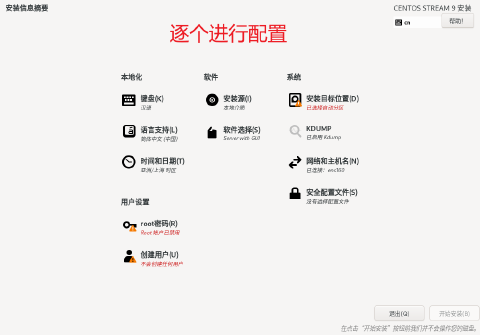 安装信息摘要
CENTOS STREAM 9 安装
cn
帮助！
逐个进行配置
本地化
软件
系统
键盘(K)
汉语
安装源(I)
本地介质
安装目标位置(D)
已选择自动分区
语言支持(L)
简体中文 (中国)
软件选择(S)
Server with GUI
KDUMP
已启用 Kdump
时间和日期(T)
亚洲/上海 时区
网络和主机名(N)
已连接：ens160
安全配置文件(S)
没有选择配置文件
用户设置
root密码(R)
Root 帐户已禁用
创建用户(U)
不会创建任何用户
退出(Q)
开始安装(B)
在点击“开始安装”按钮前我们并不会操作您的磁盘。